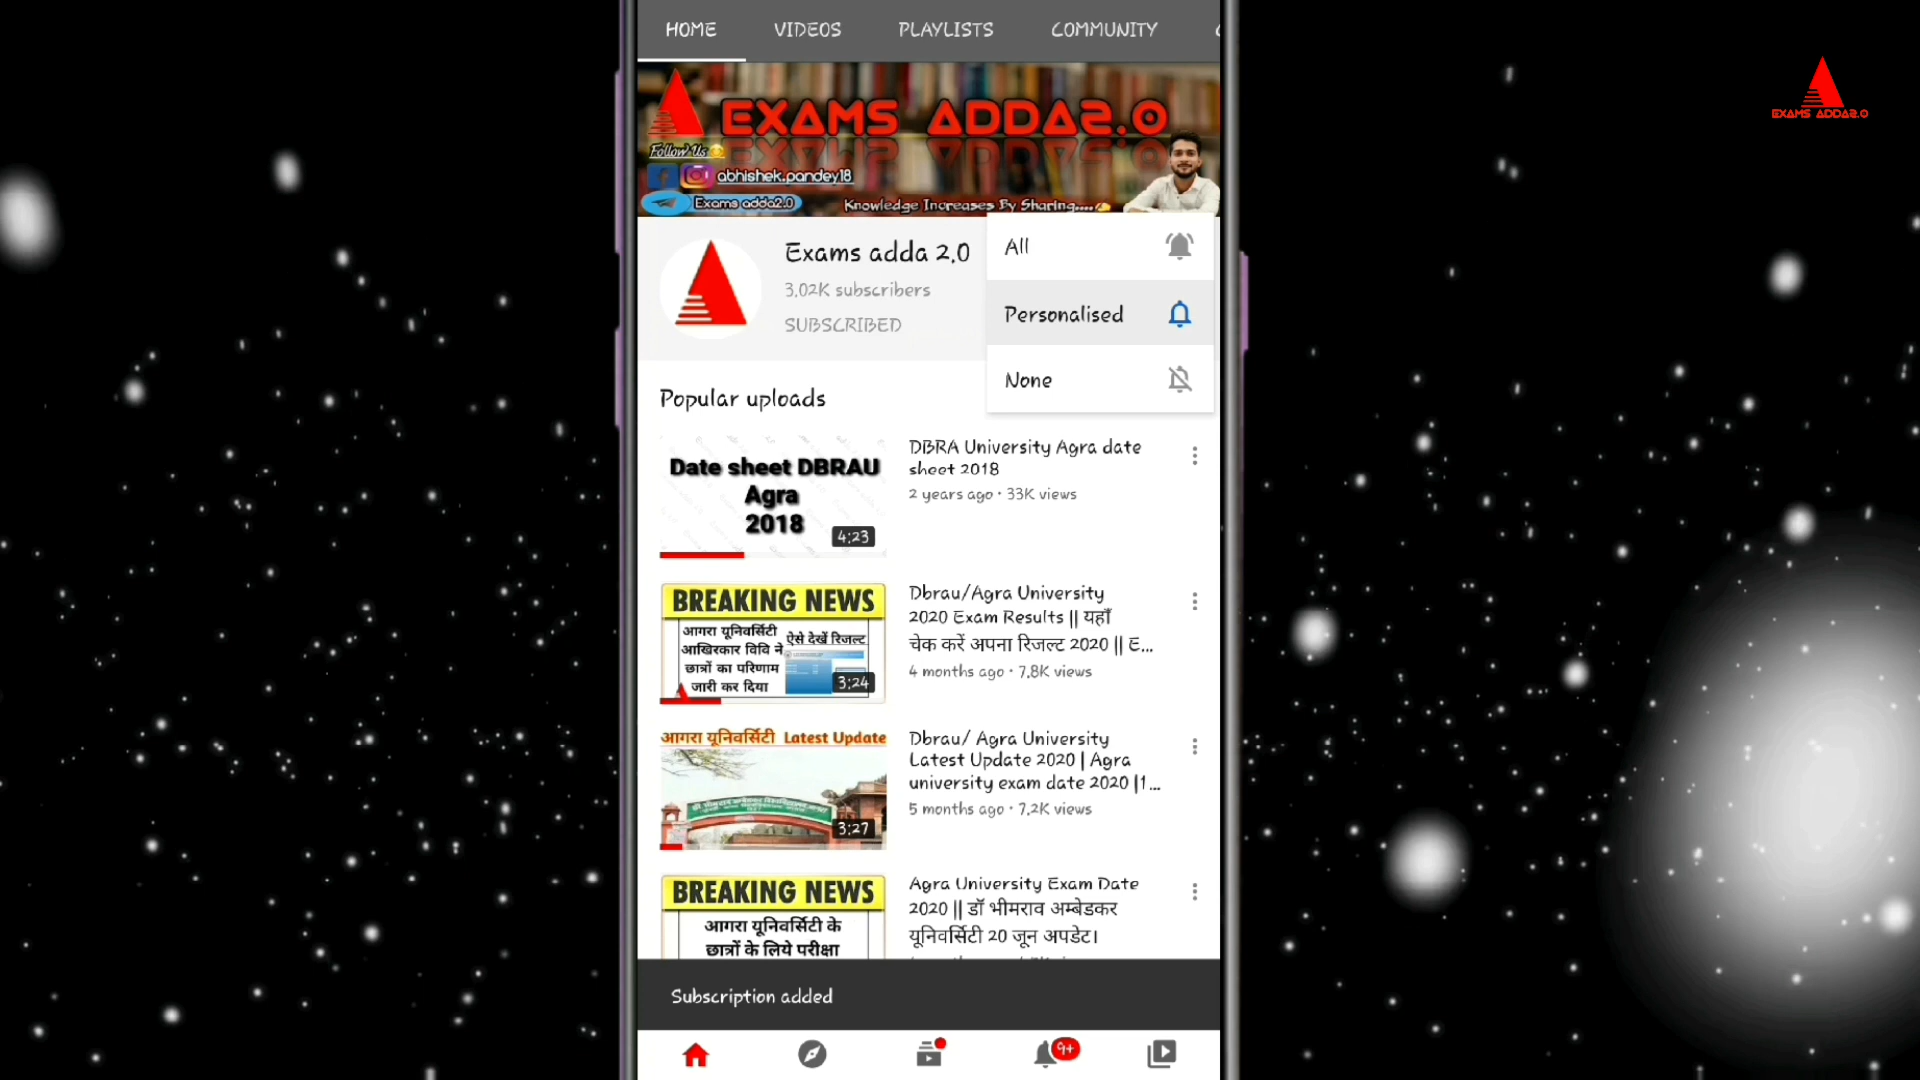 HOME VIDEOS PLAYLISTS COMMUNITY
EXAMS ADDA2.0
EXAMS ADDA2.0
Follow Us
abhishek.pandey18
Exams adda2.0
Knowledge Increases By Sharing....
Exams adda 2.0
3.02K subscribers
SUBSCRIBED
All
Personalised
None
Popular uploads
Date sheet DBRAU
Agra
2018
4:23
DBRA University Agra date
sheet 2018
2 years ago · 33K views
BREAKING NEWS
आगरा यूनिवर्सिटी
आखिरकार विवि ने
छात्रों का परिणाम
जारी कर दिया
ऐसे देखें रिजल्ट
3:24
Dbrau/Agra University
2020 Exam Results || यहाँ
चेक करें अपना रिजल्ट 2020 || E...
4 months ago · 7.8K views
आगरा यूनिवर्सिटी Latest Update
3:27
Dbrau/ Agra University
Latest Update 2020 | Agra
university exam date 2020 |1...
5 months ago · 7.2K views
BREAKING NEWS
आगरा यूनिवर्सिटी के
छात्रों के लिये परीक्षा
Agra University Exam Date
2020 || डॉ भीमराव अम्बेडकर
यूनिवर्सिटी 20 जून अपडेट।
Subscription added
9+